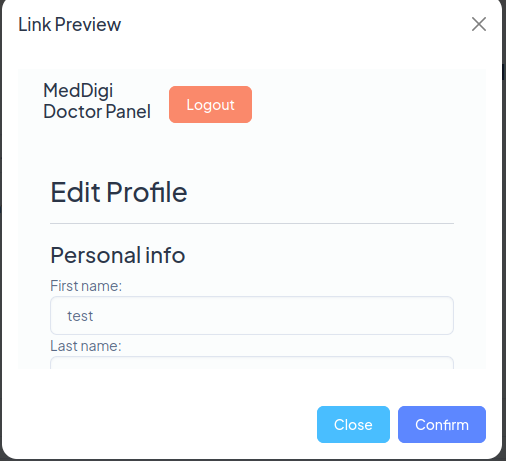 Link Preview
MedDigi
Doctor Panel
Logout
Edit Profile
Personal info
First name:
test
Last name:
Close
Confirm